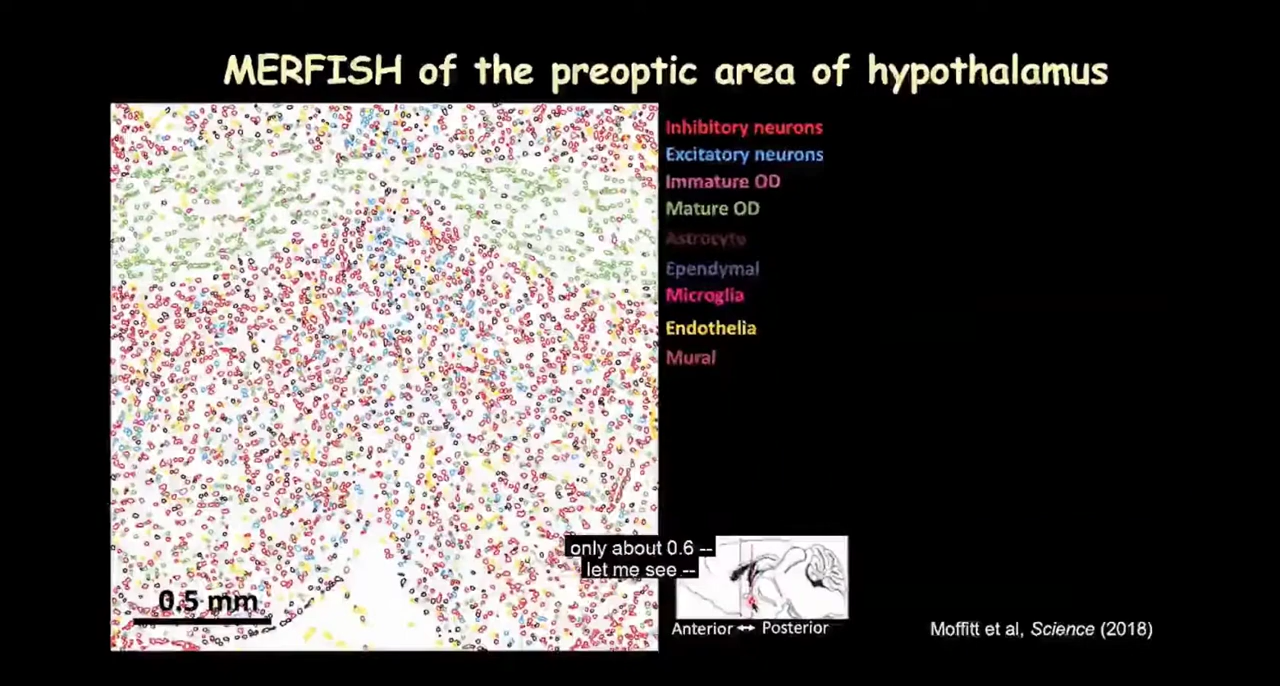 MERFISH of the preoptic area of hypothalamus
Inhibitory neurons
Excitatory neurons
Immature OD
Mature OD
Astrocyte
Ependymal
Microglia
Endothelia
Mural
only about 0.6 --
let me see --
0.5 mm
Anterior ↔ Posterior
Moffitt et al, Science (2018)